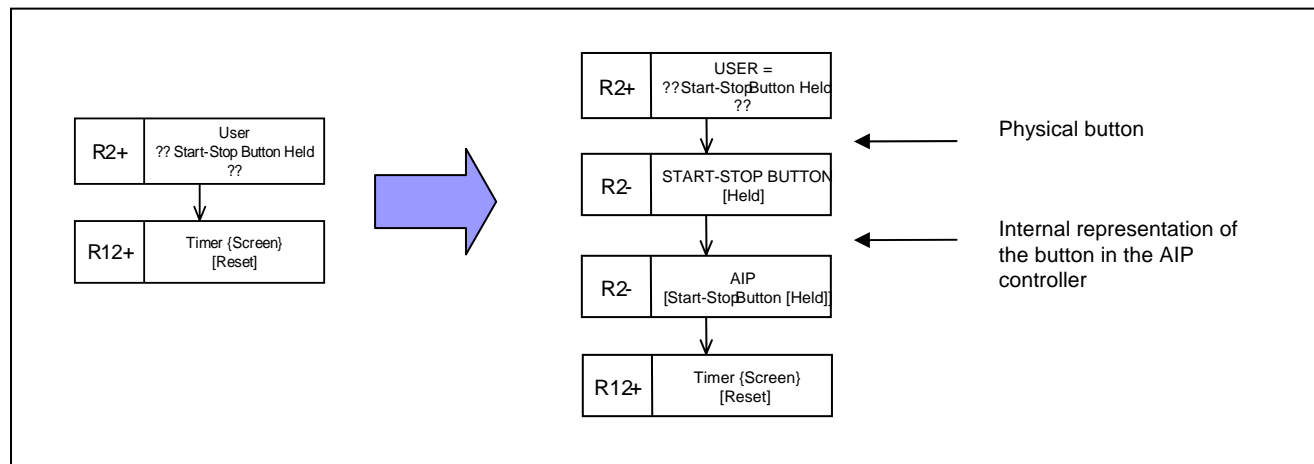 R2+
User
?? Start-Stop Button Held
??
R12+
Timer {Screen}
[Reset]
R2+
USER =
??Start-StopButton Held
??
R2-
START-STOP BUTTON
[Held]
R2-
AIP
[Start-StopButton [Held]]
R12+
Timer {Screen}
[Reset]
Physical button
Internal representation of
the button in the AIP
controller